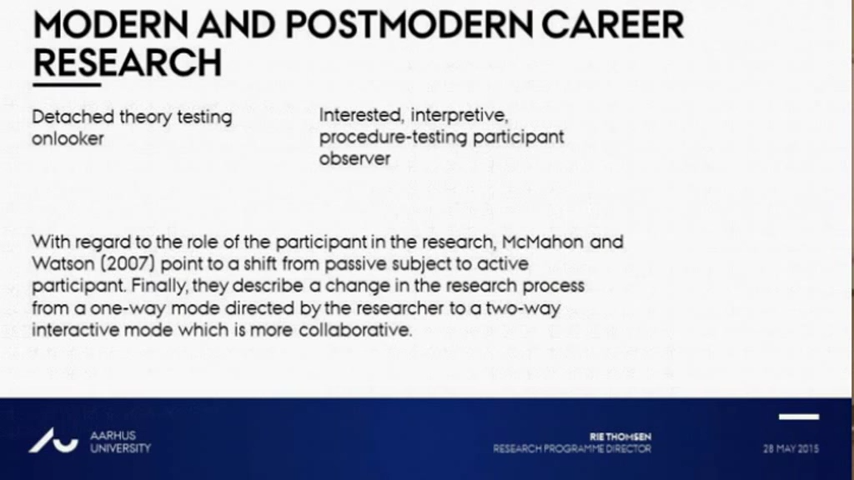 MODERN AND POSTMODERN CAREER
RESEARCH
Detached theory testing
onlooker
Interested, interpretive,
procedure-testing participant
observer
With regard to the role of the participant in the research, McMahon and
Watson (2007) point to a shift from passive subject to active
participant. Finally, they describe a change in the research process
from a one-way mode directed by the researcher to a two-way
interactive mode which is more collaborative.
AARHUS
UNIVERSITY
RIE THOMSEN
RESEARCH PROGRAMME DIRECTOR
28 MAY 2015